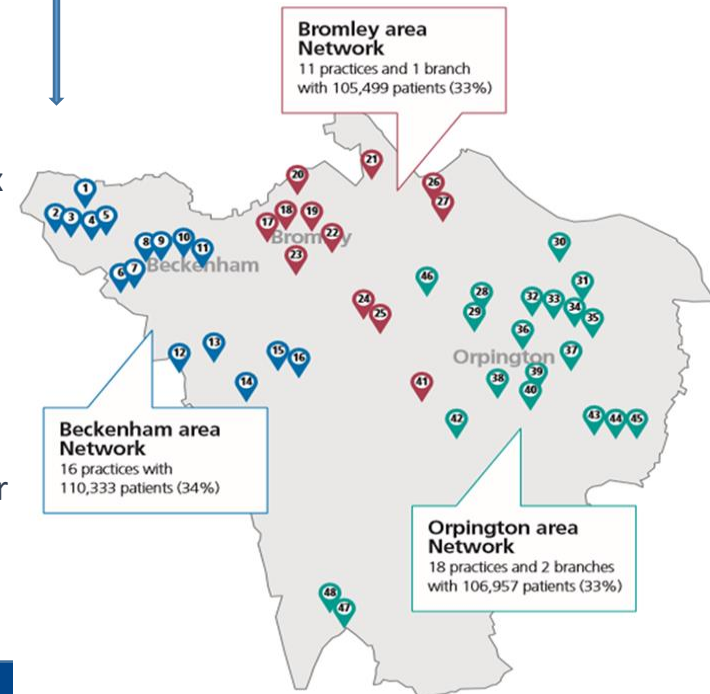 Bromley area
Network
11 practices and 1 branch
with 105,499 patients (33%)
x
1
2
3
4
5
6
7
8
9
10
11
Beckenham
12
13
14
15
16
17
18
19
20
21
22
23
Bromley
24
25
26
27
28
29
30
31
32
33
34
35
36
37
Orpington
38
39
40
41
42
43
44
45
46
Beckenham area
Network
16 practices with
110,333 patients (34%)
r
Orpington area
Network
18 practices and 2 branches
with 106,957 patients (33%)
48
47